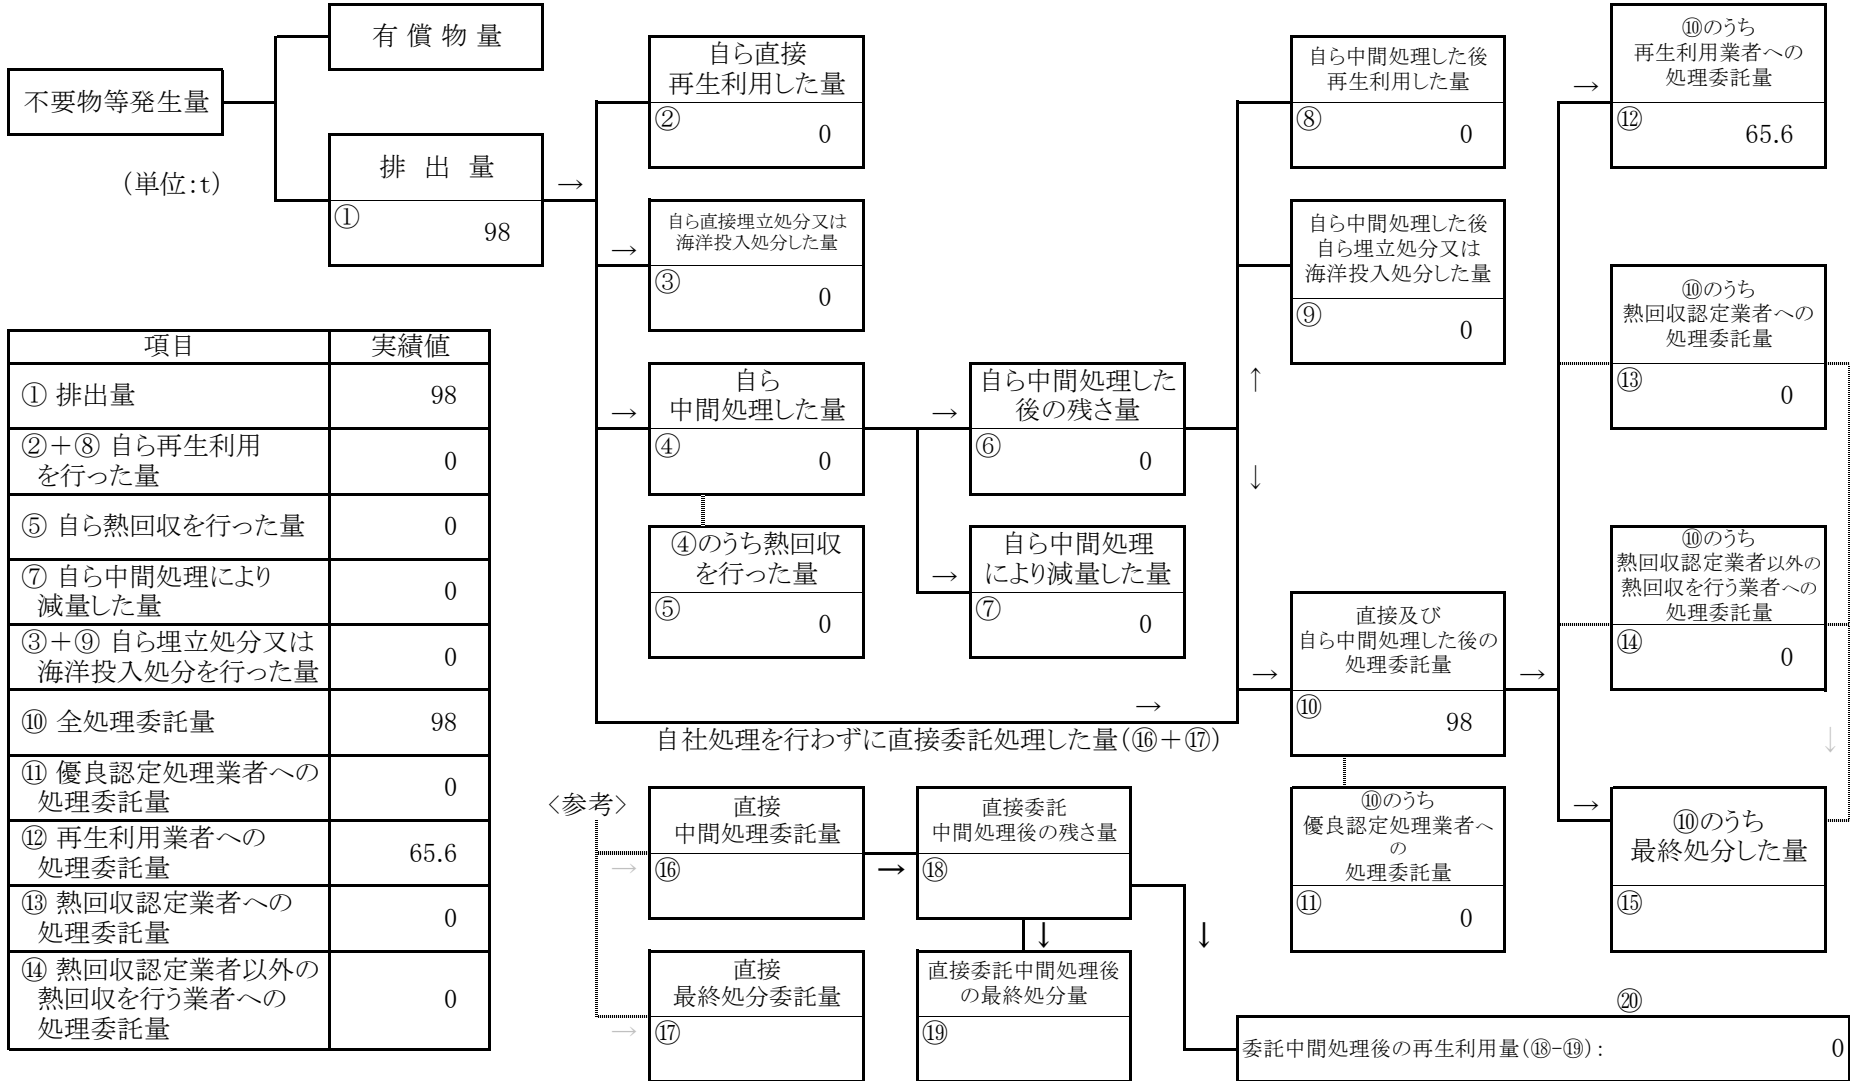 不要物等発生量
(単位:t)
有償物量
排出量
①
98
→
自ら直接
再生利用した量
②
0
→
自ら直接埋立処分又は
海洋投入処分した量
③
0
→
自ら
中間処理した量
④
0
④のうち熱回収
を行った量
⑤
0
→
自ら中間処理した
後の残さ量
⑥
0
→
自ら中間処理
により減量した量
⑦
0
↑
↓
自ら中間処理した後
再生利用した量
⑧
0
自ら中間処理した後
自ら埋立処分又は
海洋投入処分した量
⑨
0
→
自社処理を行わずに直接委託処理した量(⑯+⑰)
→
直接及び
自ら中間処理した後の
処理委託量
⑩
98
→
⑩のうち
優良認定処理業者へ
の
処理委託量
⑪
0
→
⑩のうち
再生利用業者への
処理委託量
⑫
65.6
⑩のうち
熱回収認定業者への
処理委託量
⑬
0
⑩のうち
熱回収認定業者以外の
熱回収を行う業者への
処理委託量
⑭
0
↓
→
⑩のうち
最終処分した量
⑮
項目 実績値
① 排出量 98
②+⑧ 自ら再生利用
を行った量 0
⑤ 自ら熱回収を行った量 0
⑦ 自ら中間処理により
減量した量 0
③+⑨ 自ら埋立処分又は
海洋投入処分を行った量 0
⑩ 全処理委託量 98
⑪ 優良認定処理業者への
処理委託量 0
⑫ 再生利用業者への
処理委託量 65.6
⑬ 熱回収認定業者への
処理委託量 0
⑭ 熱回収認定業者以外の
熱回収を行う業者への
処理委託量 0
〈参考〉
→
直接
中間処理委託量
⑯
→
直接委託
中間処理後の残さ量
⑱
↓
↓
→
直接
最終処分委託量
⑰
直接委託中間処理後
の最終処分量
⑲
⑳
委託中間処理後の再生利用量(⑱-⑲): 0